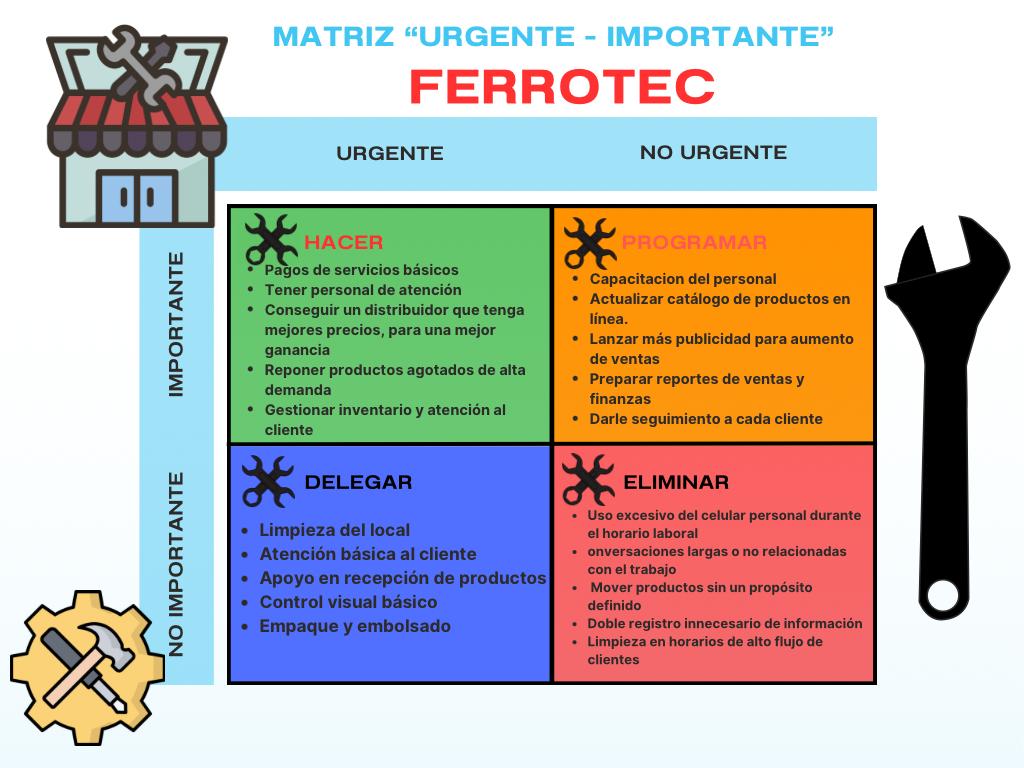 MATRIZ “URGENTE - IMPORTANTE”
FERROTEC
URGENTE
NO URGENTE
IMPORTANTE
NO IMPORTANTE
HACER
• Pagos de servicios básicos
• Tener personal de atención
• Conseguir un distribuidor que tenga
mejores precios, para una mejor
ganancia
• Reponer productos agotados de alta
demanda
• Gestionar inventario y atención al
cliente
PROGRAMAR
• Capacitacion del personal
• Actualizar catálogo de productos en
línea.
• Lanzar más publicidad para aumento
de ventas
• Preparar reportes de ventas y
finanzas
• Darle seguimiento a cada cliente
DELEGAR
• Limpieza del local
• Atención básica al cliente
• Apoyo en recepción de productos
• Control visual básico
• Empaque y embolsado
ELIMINAR
• Uso excesivo del celular personal durante
el horario laboral
• onversaciones largas o no relacionadas
con el trabajo
• Mover productos sin un propósito
definido
• Doble registro innecesario de información
• Limpieza en horarios de alto flujo de
clientes